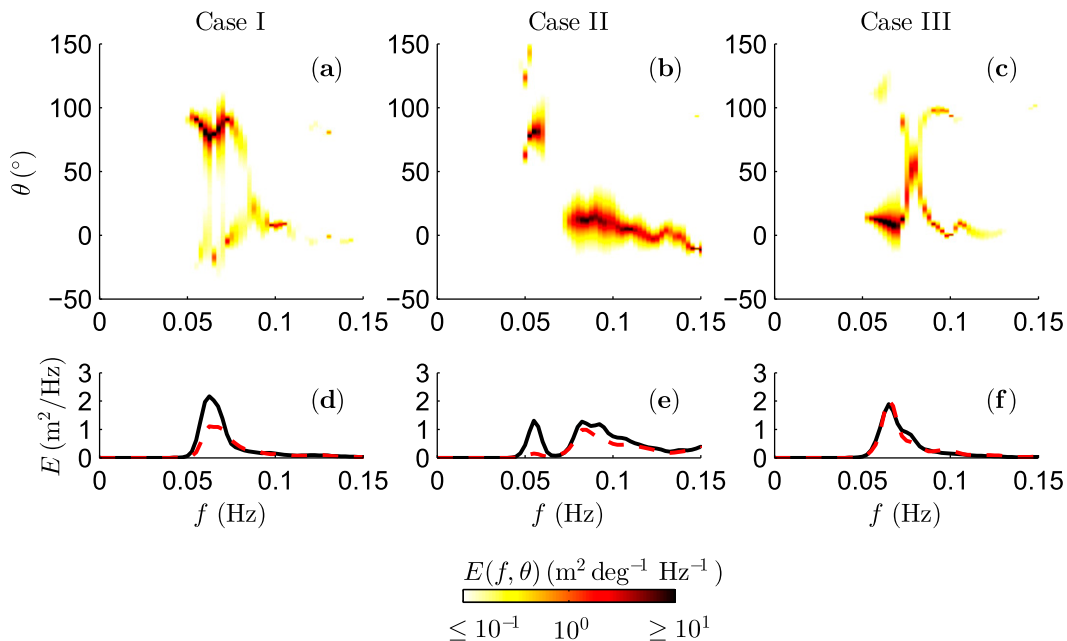 Case I Case II Case III
150 150 150
(a) (b) (c)
100 100 100
θ (°)
50 50 50
0 0 0
−50 −50 −50
0 0.05 0.1 0.15 0 0.05 0.1 0.15 0 0.05 0.1 0.15
E (m²/Hz)
3 3 3
(d) (e) (f)
2 2 2
1 1 1
0 0 0
0 0.05 0.1 0.15 0 0.05 0.1 0.15 0 0.05 0.1 0.15
f (Hz) f (Hz) f (Hz)
E(f, θ) (m² deg⁻¹ Hz⁻¹)
≤ 10⁻¹ 10⁰ ≥ 10¹